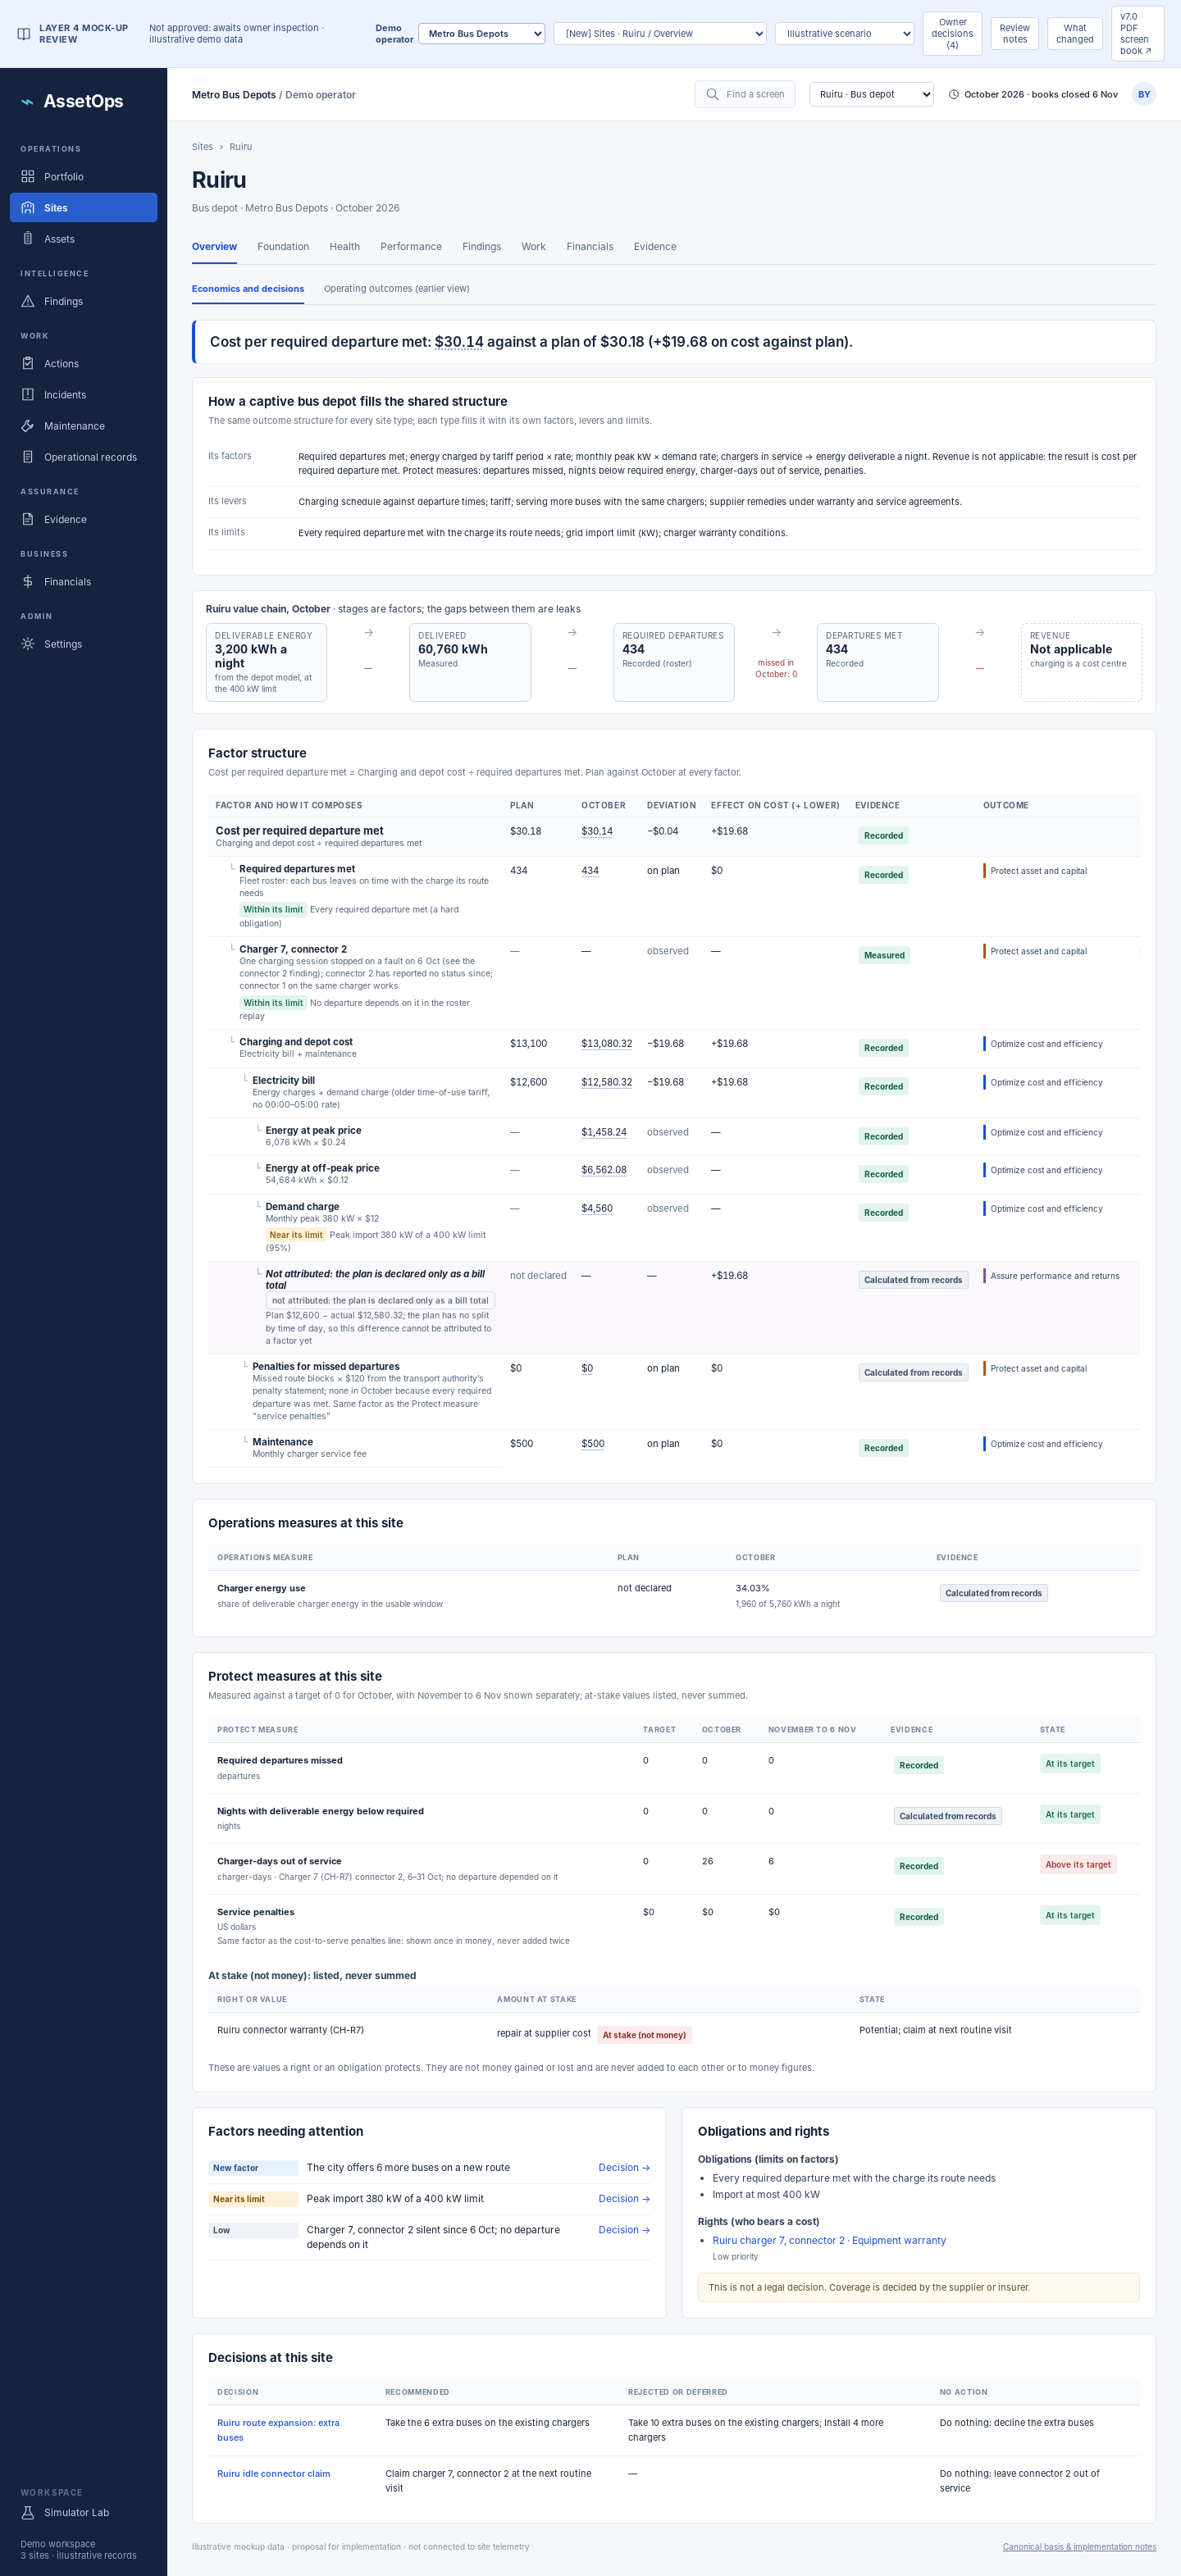 LAYER 4 MOCK-UP REVIEW
Not approved: awaits owner inspection · illustrative demo data
Demo operator
Metro Bus Depots
[New] Sites · Ruiru / Overview
Illustrative scenario
Owner decisions (4)
Review notes
What changed
v7.0 PDF screen book ↗
AssetOps
OPERATIONS
Portfolio
Sites
Assets
INTELLIGENCE
Findings
WORK
Actions
Incidents
Maintenance
Operational records
ASSURANCE
Evidence
BUSINESS
Financials
ADMIN
Settings
WORKSPACE
Simulator Lab
Demo workspace
3 sites · illustrative records
Metro Bus Depots / Demo operator
Find a screen
Ruiru · Bus depot
October 2026 · books closed 6 Nov
BY
Sites › Ruiru
Ruiru
Bus depot · Metro Bus Depots · October 2026
Overview Foundation Health Performance Findings Work Financials Evidence
Economics and decisions Operating outcomes (earlier view)
Cost per required departure met: $30.14 against a plan of $30.18 (+$19.68 on cost against plan).
How a captive bus depot fills the shared structure
The same outcome structure for every site type; each type fills it with its own factors, levers and limits.
Its factors
Required departures met; energy charged by tariff period × rate; monthly peak kW × demand rate; chargers in service → energy deliverable a night. Revenue is not applicable: the result is cost per
required departure met. Protect measures: departures missed, nights below required energy, charger-days out of service, penalties.
Its levers
Charging schedule against departure times; tariff; serving more buses with the same chargers; supplier remedies under warranty and service agreements.
Its limits
Every required departure met with the charge its route needs; grid import limit (kW); charger warranty conditions.
Ruiru value chain, October · stages are factors; the gaps between them are leaks
DELIVERABLE ENERGY
3,200 kWh a night
from the depot model, at the 400 kW limit
→
—
DELIVERED
60,760 kWh
Measured
→
—
REQUIRED DEPARTURES
434
Recorded (roster)
→
missed in October: 0
DEPARTURES MET
434
Recorded
→
—
REVENUE
Not applicable
charging is a cost centre
Factor structure
Cost per required departure met = Charging and depot cost ÷ required departures met. Plan against October at every factor.
FACTOR AND HOW IT COMPOSES PLAN OCTOBER DEVIATION EFFECT ON COST (+ LOWER) EVIDENCE OUTCOME
Cost per required departure met $30.18 $30.14 −$0.04 +$19.68 Recorded
Charging and depot cost ÷ required departures met
└ Required departures met 434 434 on plan $0 Recorded Protect asset and capital
Fleet roster: each bus leaves on time with the charge its route
needs
Within its limit Every required departure met (a hard
obligation)
└ Charger 7, connector 2 — — observed — Measured Protect asset and capital
One charging session stopped on a fault on 6 Oct (see the
connector 2 finding); connector 2 has reported no status since;
connector 1 on the same charger works
Within its limit No departure depends on it in the roster
replay
└ Charging and depot cost $13,100 $13,080.32 −$19.68 +$19.68 Recorded Optimize cost and efficiency
Electricity bill + maintenance
└ Electricity bill $12,600 $12,580.32 −$19.68 +$19.68 Recorded Optimize cost and efficiency
Energy charges + demand charge (older time-of-use tariff,
no 00:00–05:00 rate)
└ Energy at peak price — $1,458.24 observed — Recorded Optimize cost and efficiency
6,076 kWh × $0.24
└ Energy at off-peak price — $6,562.08 observed — Recorded Optimize cost and efficiency
54,684 kWh × $0.12
└ Demand charge — $4,560 observed — Recorded Optimize cost and efficiency
Monthly peak 380 kW × $12
Near its limit Peak import 380 kW of a 400 kW limit
(95%)
└ Not attributed: the plan is declared only as a bill total not declared — — +$19.68 Calculated from records Assure performance and returns
not attributed: the plan is declared only as a bill total
Plan $12,600 − actual $12,580.32; the plan has no split
by time of day, so this difference cannot be attributed to
a factor yet
└ Penalties for missed departures $0 $0 on plan $0 Calculated from records Protect asset and capital
Missed route blocks × $120 from the transport authority's
penalty statement; none in October because every required
departure was met. Same factor as the Protect measure
"service penalties"
└ Maintenance $500 $500 on plan $0 Recorded Optimize cost and efficiency
Monthly charger service fee
Operations measures at this site
OPERATIONS MEASURE PLAN OCTOBER EVIDENCE
Charger energy use not declared 34.03% Calculated from records
share of deliverable charger energy in the usable window 1,960 of 5,760 kWh a night
Protect measures at this site
Measured against a target of 0 for October, with November to 6 Nov shown separately; at-stake values listed, never summed.
PROTECT MEASURE TARGET OCTOBER NOVEMBER TO 6 NOV EVIDENCE STATE
Required departures missed 0 0 0 Recorded At its target
departures
Nights with deliverable energy below required 0 0 0 Calculated from records At its target
nights
Charger-days out of service 0 26 6 Recorded Above its target
charger-days · Charger 7 (CH-R7) connector 2, 6–31 Oct; no departure depended on it
Service penalties $0 $0 $0 Recorded At its target
US dollars
Same factor as the cost-to-serve penalties line: shown once in money, never added twice
At stake (not money): listed, never summed
RIGHT OR VALUE AMOUNT AT STAKE STATE
Ruiru connector warranty (CH-R7) repair at supplier cost At stake (not money) Potential; claim at next routine visit
These are values a right or an obligation protects. They are not money gained or lost and are never added to each other or to money figures.
Factors needing attention
New factor The city offers 6 more buses on a new route Decision →
Near its limit Peak import 380 kW of a 400 kW limit Decision →
Low Charger 7, connector 2 silent since 6 Oct; no departure depends on it Decision →
Obligations and rights
Obligations (limits on factors)
• Every required departure met with the charge its route needs
• Import at most 400 kW
Rights (who bears a cost)
• Ruiru charger 7, connector 2 · Equipment warranty
Low priority
This is not a legal decision. Coverage is decided by the supplier or insurer.
Decisions at this site
DECISION RECOMMENDED REJECTED OR DEFERRED NO ACTION
Ruiru route expansion: extra buses Take the 6 extra buses on the existing chargers Take 10 extra buses on the existing chargers; Install 4 more chargers Do nothing: decline the extra buses
Ruiru idle connector claim Claim charger 7, connector 2 at the next routine visit — Do nothing: leave connector 2 out of service
Illustrative mockup data · proposal for implementation · not connected to site telemetry
Canonical basis & implementation notes